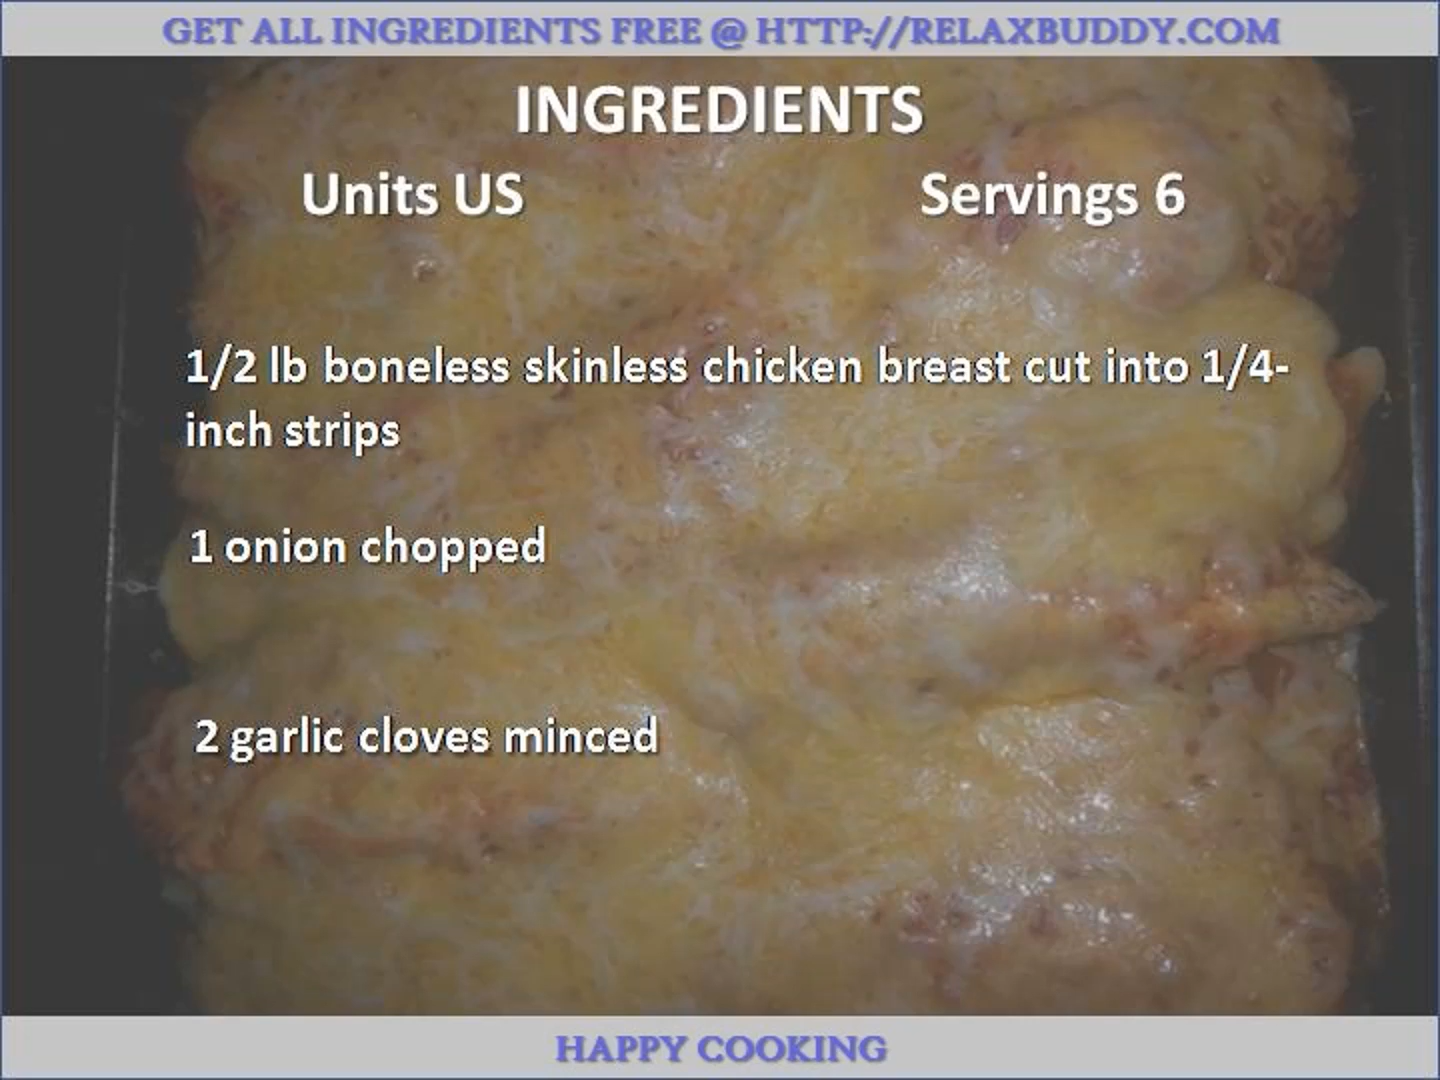 GET ALL INGREDIENTS FREE @ HTTP://RELAXBUDDY.COM
INGREDIENTS
Units US
Servings 6
1/2 lb boneless skinless chicken breast cut into 1/4-
inch strips
1 onion chopped
2 garlic cloves minced
HAPPY COOKING